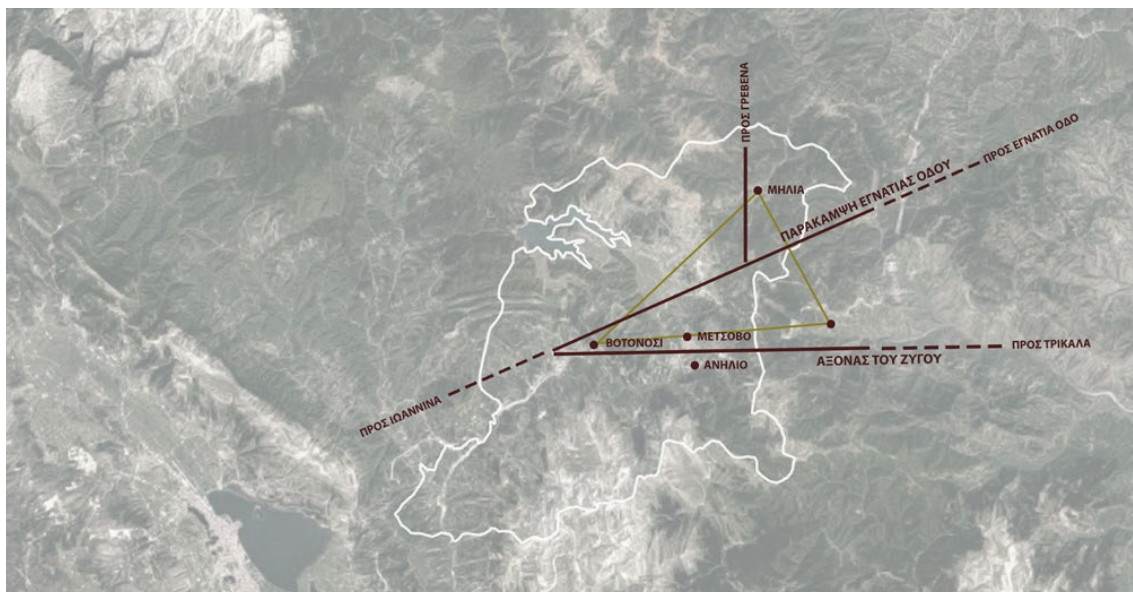 ΠΡΟΣ ΓΡΕΒΕΝΑ
ΠΡΟΣ ΕΓΝΑΤΙΑ ΟΔΟ
ΠΑΡΑΚΑΜΨΗ ΕΓΝΑΤΙΑΣ ΟΔΟΥ
ΜΗΛΙΑ
ΒΟΤΟΝΟΣΙ
ΜΕΤΣΟΒΟ
ΠΡΟΣ ΤΡΙΚΑΛΑ
ΑΞΟΝΑΣ ΤΟΥ ΖΥΓΟΥ
ΑΝΗΛΙΟ
ΠΡΟΣ ΙΩΑΝΝΙΝΑ